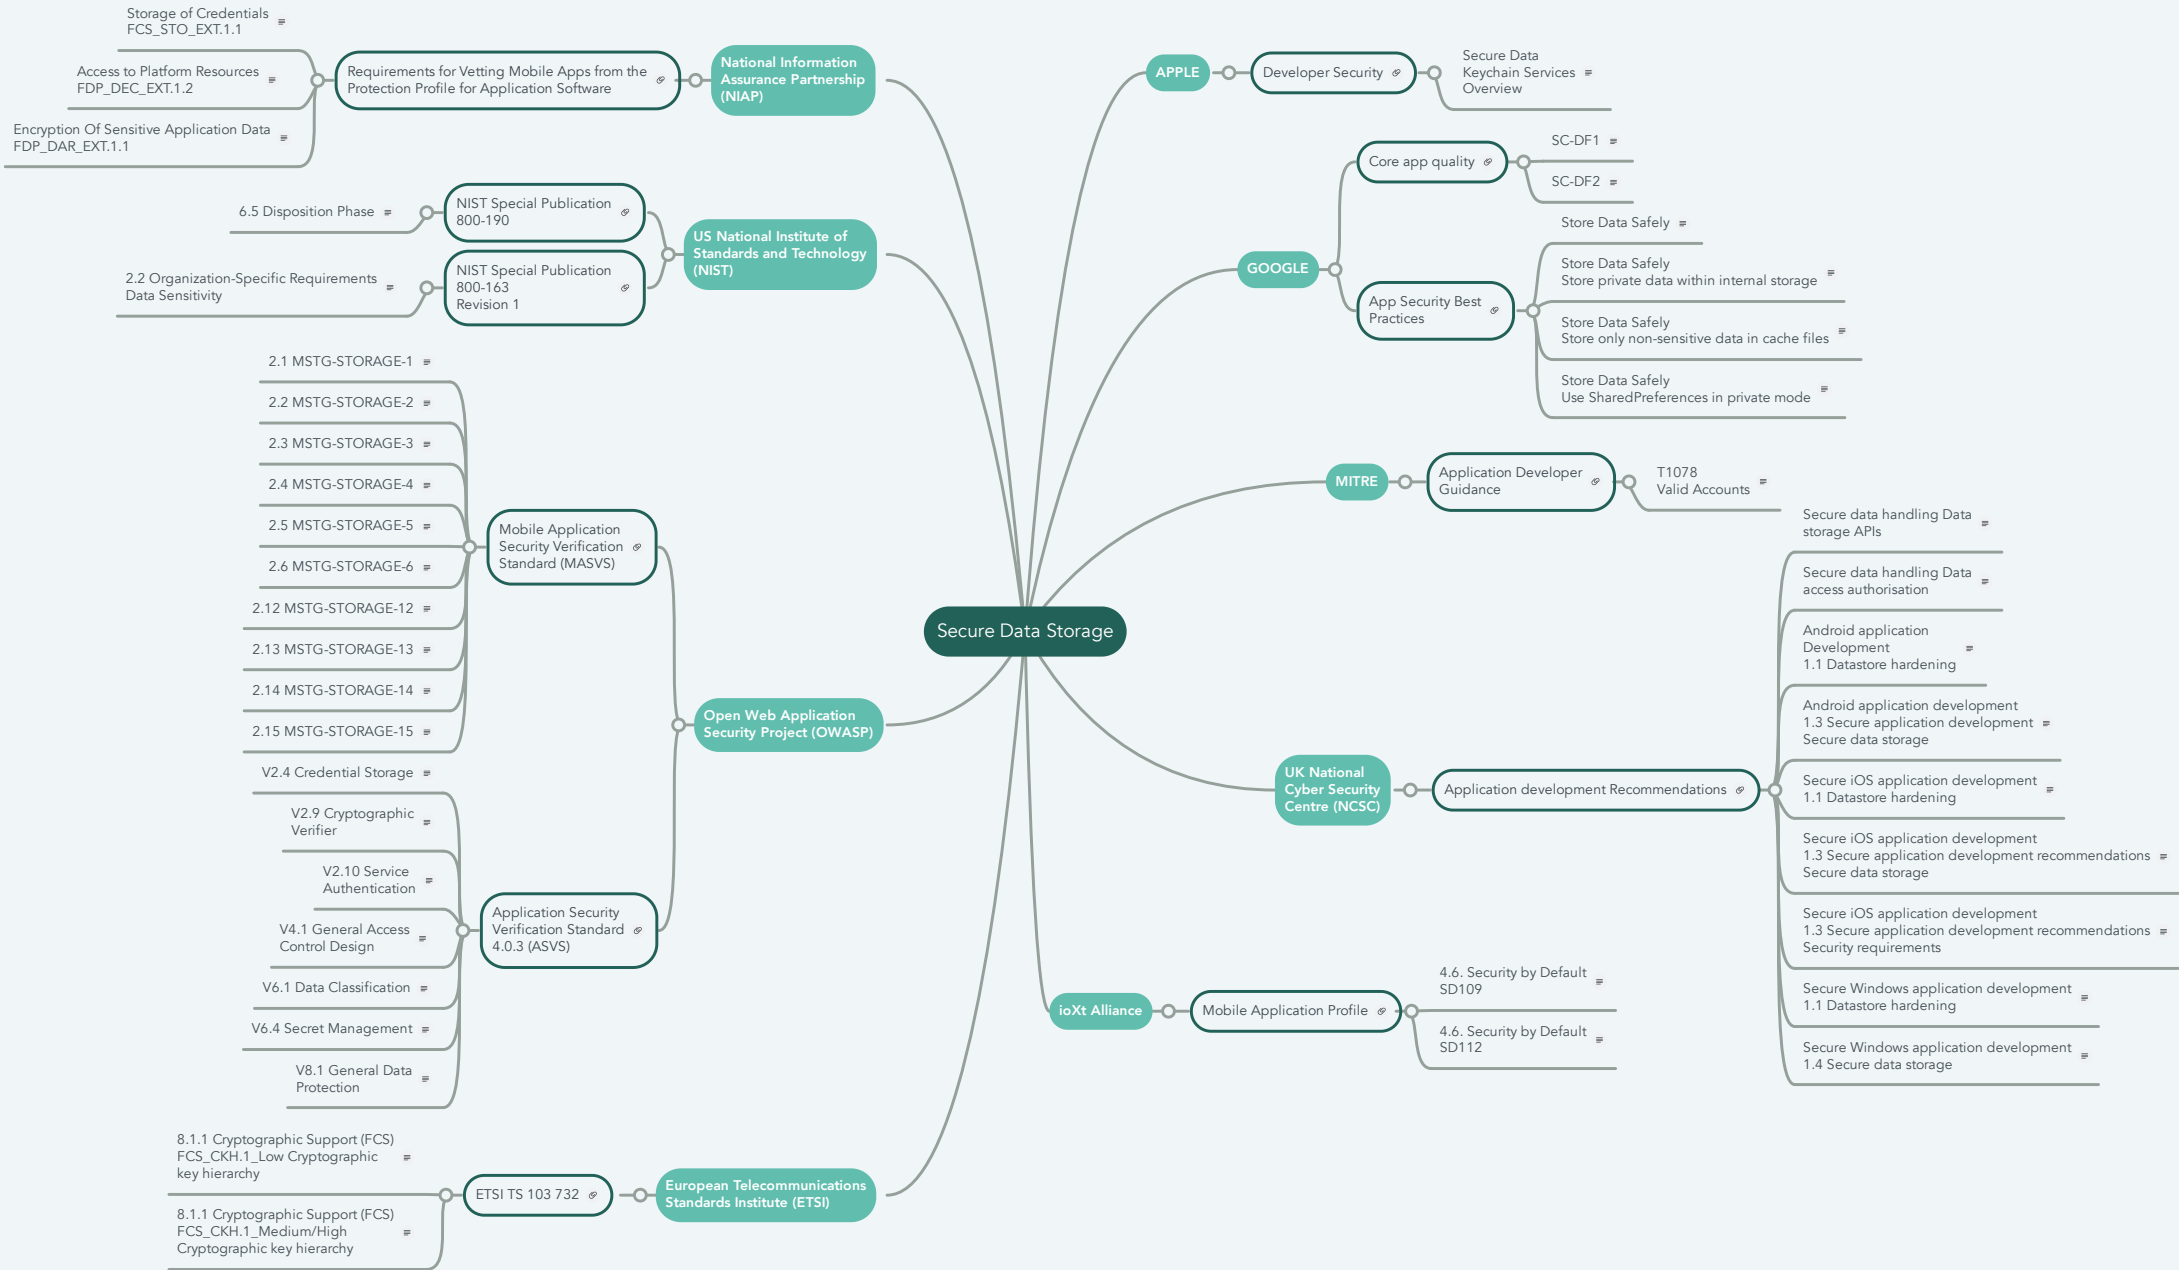 Secure Data Storage
National Information
Assurance Partnership
(NIAP)
Requirements for Vetting Mobile Apps from the
Protection Profile for Application Software
Storage of Credentials
FCS_STO_EXT.1.1
Access to Platform Resources
FDP_DEC_EXT.1.2
Encryption Of Sensitive Application Data
FDP_DAR_EXT.1.1
US National Institute of
Standards and Technology
(NIST)
NIST Special Publication
800-190
6.5 Disposition Phase
NIST Special Publication
800-163
Revision 1
2.2 Organization-Specific Requirements
Data Sensitivity
Open Web Application
Security Project (OWASP)
Mobile Application
Security Verification
Standard (MASVS)
2.1 MSTG-STORAGE-1
2.2 MSTG-STORAGE-2
2.3 MSTG-STORAGE-3
2.4 MSTG-STORAGE-4
2.5 MSTG-STORAGE-5
2.6 MSTG-STORAGE-6
2.12 MSTG-STORAGE-12
2.13 MSTG-STORAGE-13
2.14 MSTG-STORAGE-14
2.15 MSTG-STORAGE-15
Application Security
Verification Standard
4.0.3 (ASVS)
V2.4 Credential Storage
V2.9 Cryptographic
Verifier
V2.10 Service
Authentication
V4.1 General Access
Control Design
V6.1 Data Classification
V6.4 Secret Management
V8.1 General Data
Protection
European Telecommunications
Standards Institute (ETSI)
ETSI TS 103 732
8.1.1 Cryptographic Support (FCS)
FCS_CKH.1_Low Cryptographic
key hierarchy
8.1.1 Cryptographic Support (FCS)
FCS_CKH.1_Medium/High
Cryptographic key hierarchy
APPLE
Developer Security
Secure Data
Keychain Services
Overview
GOOGLE
Core app quality
SC-DF1
SC-DF2
App Security Best
Practices
Store Data Safely
Store Data Safely
Store private data within internal storage
Store Data Safely
Store only non-sensitive data in cache files
Store Data Safely
Use SharedPreferences in private mode
MITRE
Application Developer
Guidance
T1078
Valid Accounts
UK National
Cyber Security
Centre (NCSC)
Application development Recommendations
Secure data handling Data
storage APIs
Secure data handling Data
access authorisation
Android application
Development
1.1 Datastore hardening
Android application development
1.3 Secure application development
Secure data storage
Secure iOS application development
1.1 Datastore hardening
Secure iOS application development
1.3 Secure application development recommendations
Secure data storage
Secure iOS application development
1.3 Secure application development recommendations
Security requirements
Secure Windows application development
1.1 Datastore hardening
Secure Windows application development
1.4 Secure data storage
ioXt Alliance
Mobile Application Profile
4.6. Security by Default
SD109
4.6. Security by Default
SD112